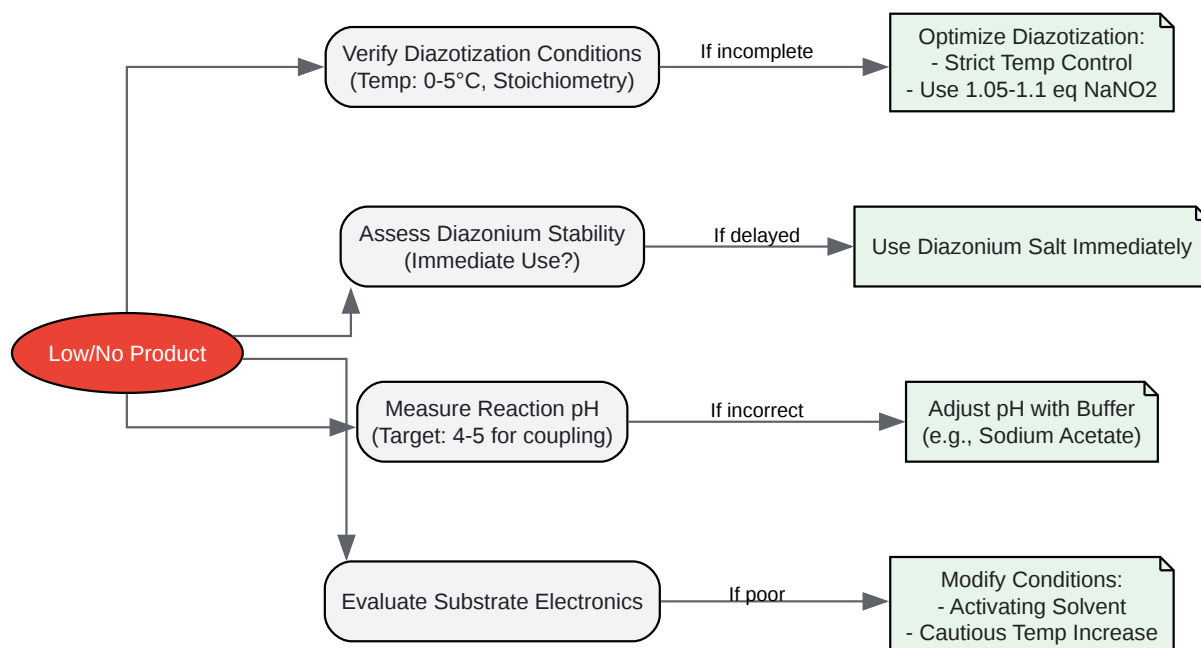 Verify Diazotization Conditions
(Temp: 0-5°C, Stoichiometry)
If incomplete
Optimize Diazotization:
- Strict Temp Control
- Use 1.05-1.1 eq NaNO2
Assess Diazonium Stability
(Immediate Use?)
If delayed
Use Diazonium Salt Immediately
Low/No Product
Measure Reaction pH
(Target: 4-5 for coupling)
If incorrect
Adjust pH with Buffer
(e.g., Sodium Acetate)
Evaluate Substrate Electronics
If poor
Modify Conditions:
- Activating Solvent
- Cautious Temp Increase